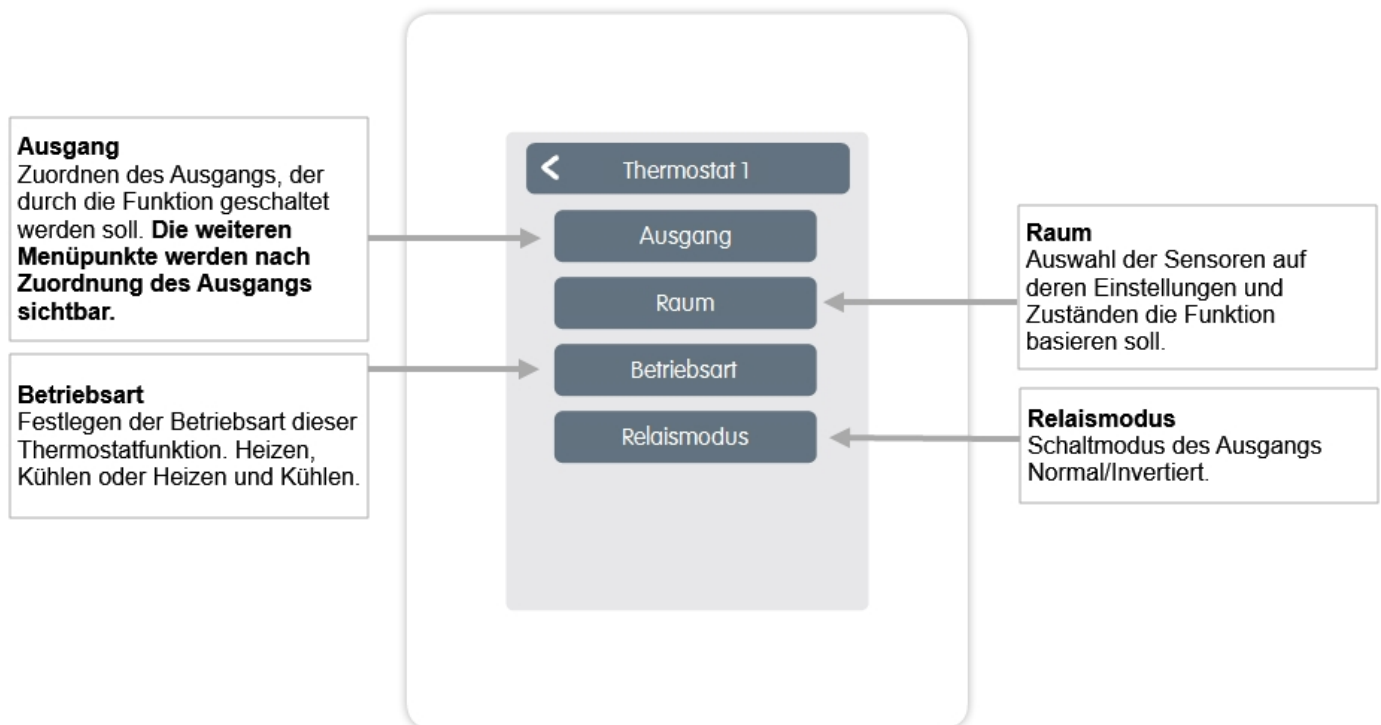 Ausgang
Zuordnen des Ausgangs, der
durch die Funktion geschaltet
werden soll. Die weiteren
Menüpunkte werden nach
Zuordnung des Ausgangs
sichtbar.
Betriebsart
Festlegen der Betriebsart dieser
Thermostatfunktion. Heizen,
Kühlen oder Heizen und Kühlen.
Thermostat 1
Ausgang
Raum
Betriebsart
Relaismodus
Raum
Auswahl der Sensoren auf
deren Einstellungen und
Zuständen die Funktion
basieren soll.
Relaismodus
Schaltmodus des Ausgangs
Normal/Invertiert.